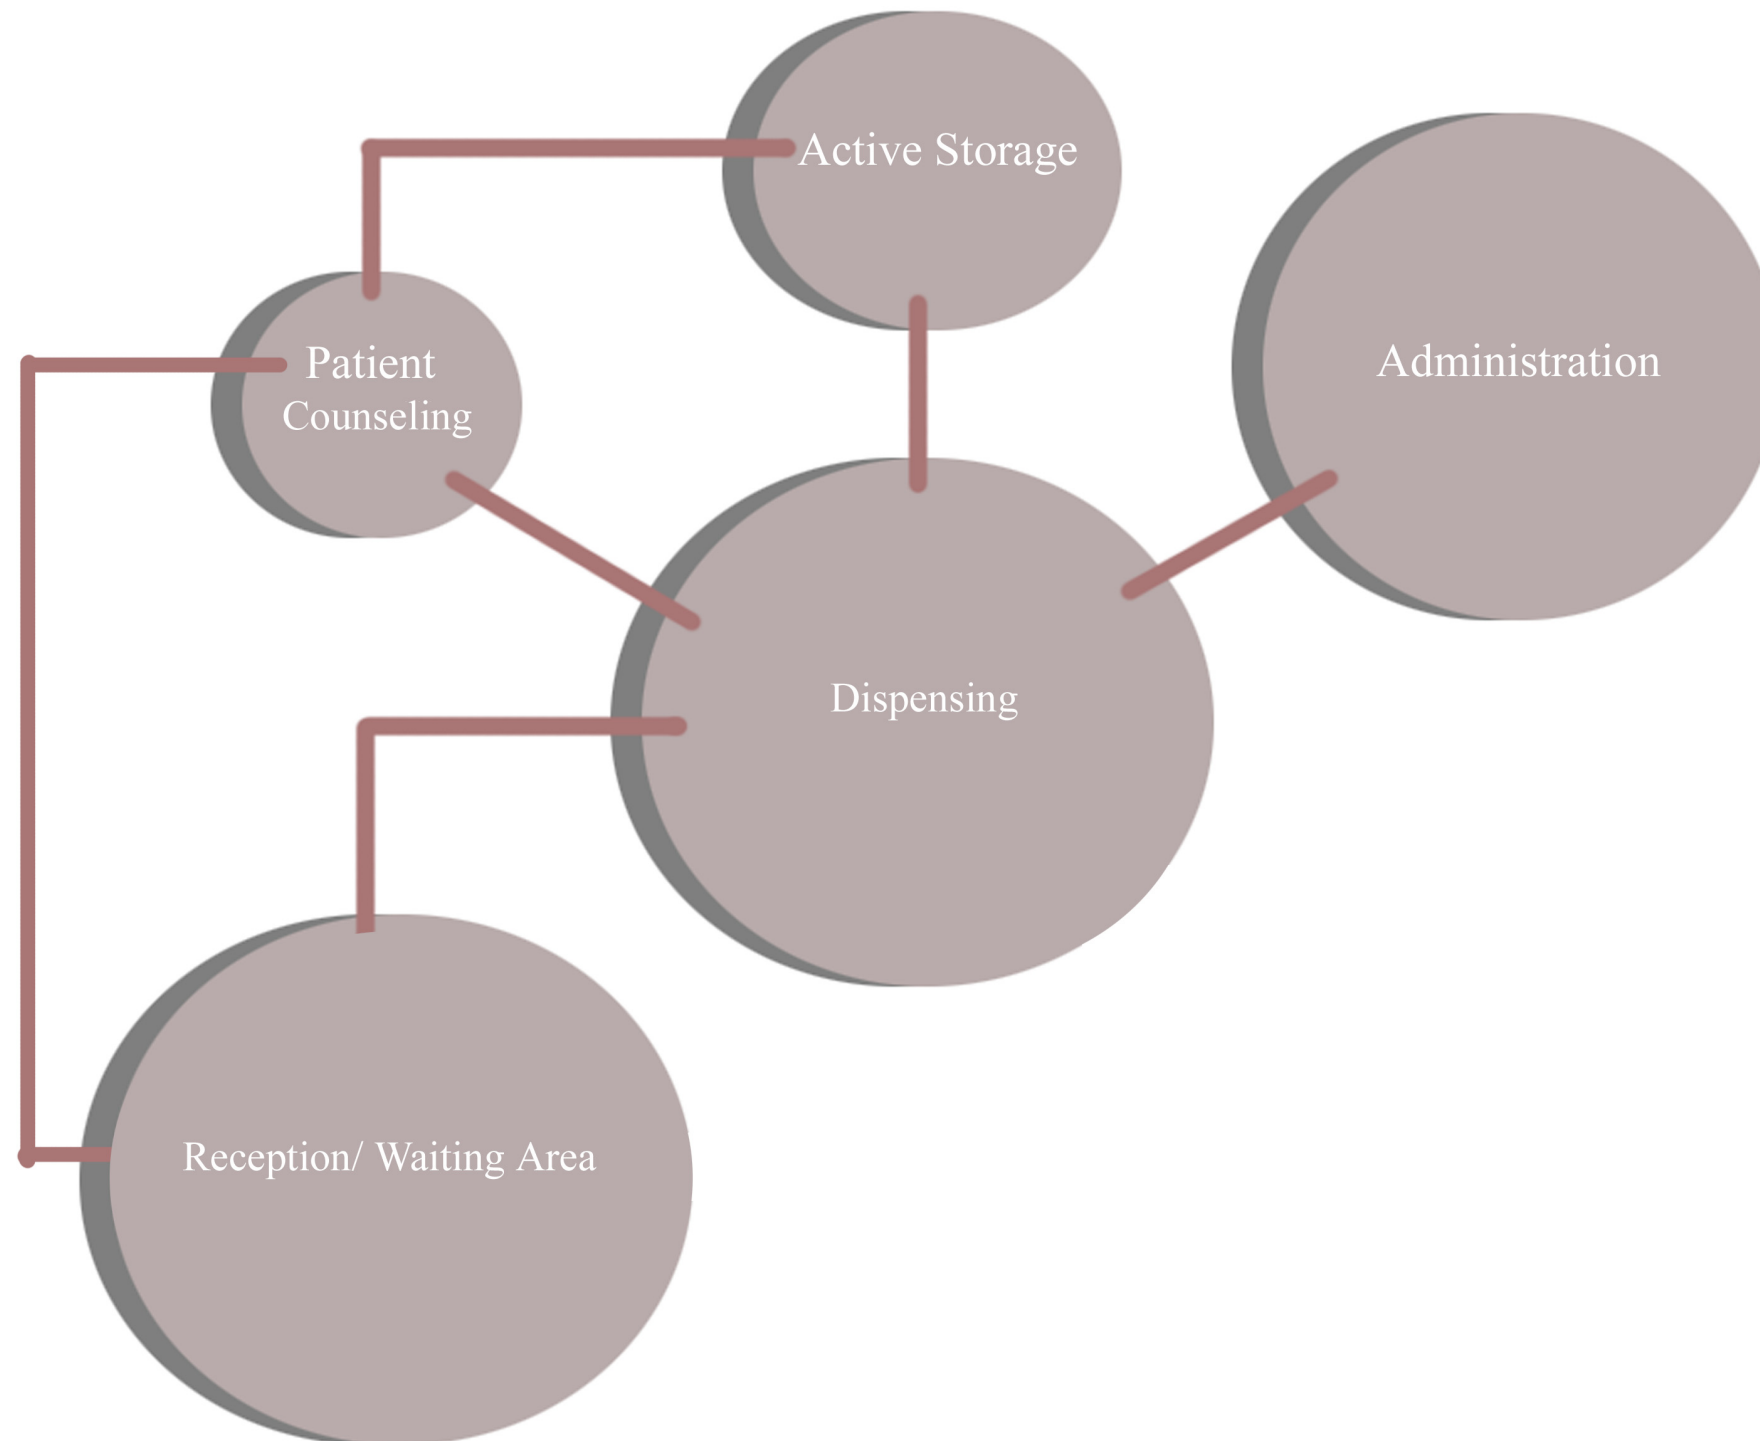 Active Storage
Administration
Patient
Counseling
Dispensing
Reception/ Waiting Area